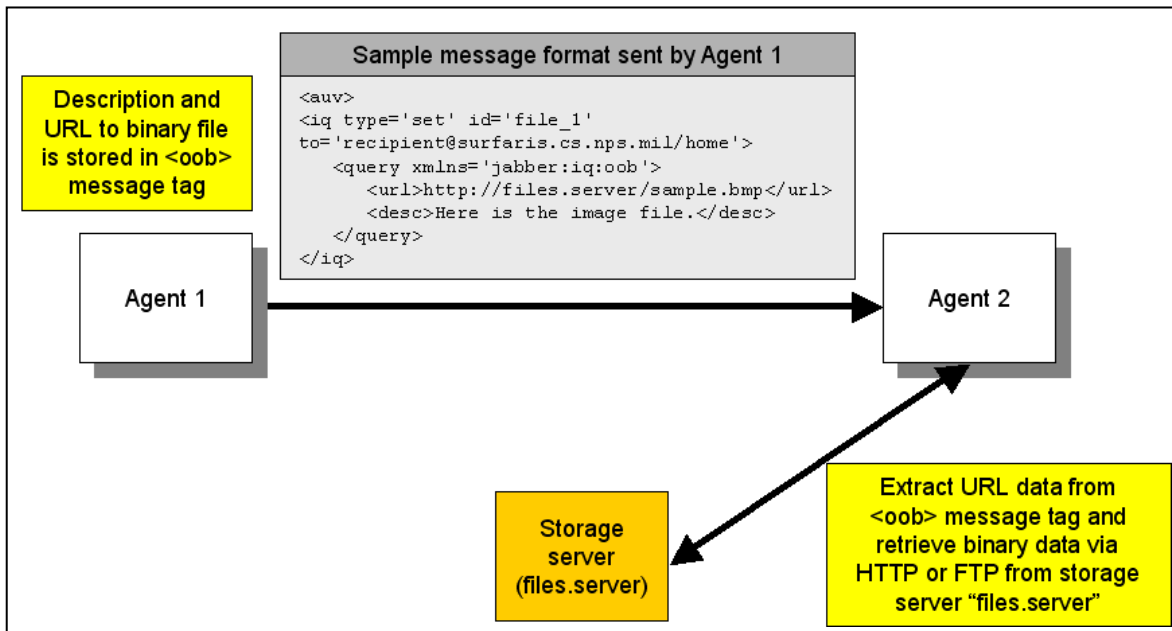 Sample message format sent by Agent 1
<auv>
<iq type='set' id='file_1'
to='recipient@surfaris.cs.nps.mil/home'>
<query xmlns='jabber:iq:oob'>
<url>http://files.server/sample.bmp</url>
<desc>Here is the image file.</desc>
</query>
</iq>
Description and
URL to binary file
is stored in <oob>
message tag
Agent 1
Agent 2
Storage
server
(files.server)
Extract URL data from
<oob> message tag and
retrieve binary data via
HTTP or FTP from storage
server “files.server”